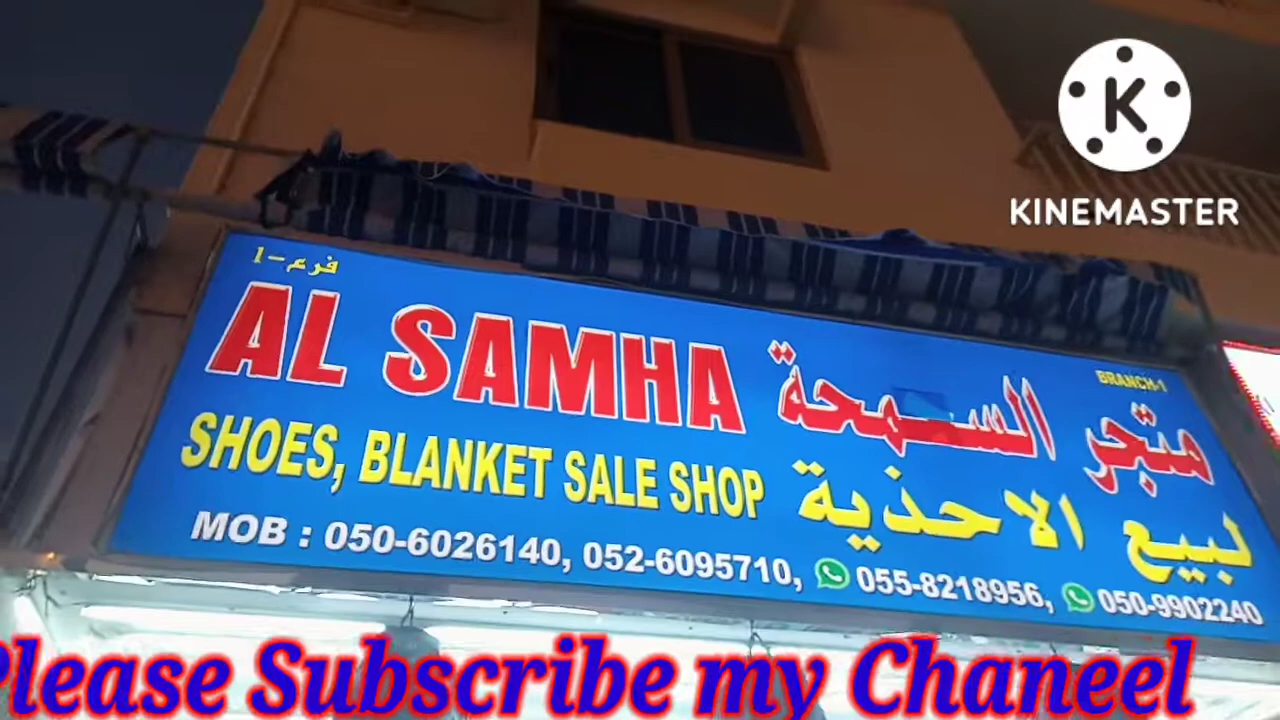 K
KINEMASTER
فرع-1
BRANCH-1
AL SAMHA متجر السمحة
SHOES, BLANKET SALE SHOP لبيع الاحذية
MOB : 050-6026140, 052-6095710, 055-8218956, 050-9902240
Please Subscribe my Chaneel